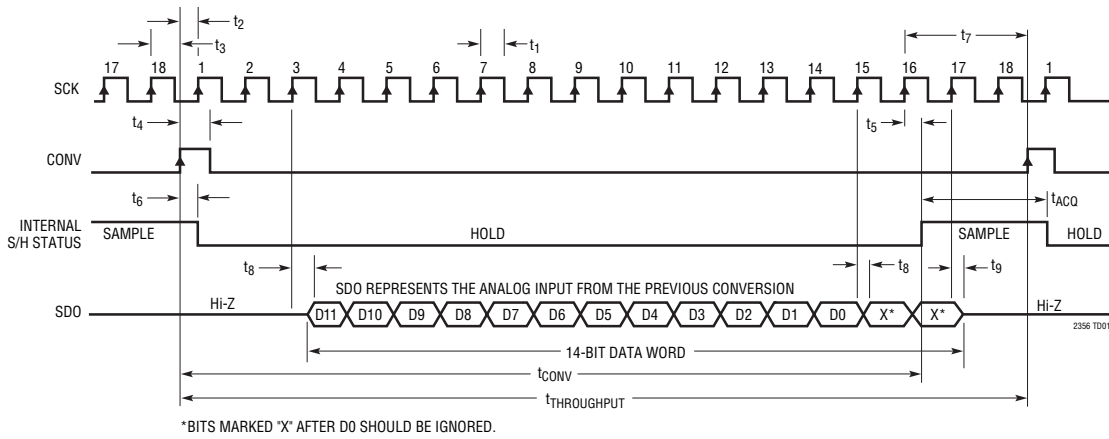 t2
t3
t1
t7
17 18 1 2 3 4 5 6 7 8 9 10 11 12 13 14 15 16 17 18 1
SCK
t4
t5
CONV
t6
tACQ
INTERNAL
S/H STATUS
SAMPLE HOLD SAMPLE HOLD
t8 t8 t9
SDO REPRESENTS THE ANALOG INPUT FROM THE PREVIOUS CONVERSION
SDO Hi-Z D11 D10 D9 D8 D7 D6 D5 D4 D3 D2 D1 D0 X* X* Hi-Z
2356 TD01
14-BIT DATA WORD
tCONV
tTHROUGHPUT
*BITS MARKED "X" AFTER D0 SHOULD BE IGNORED.